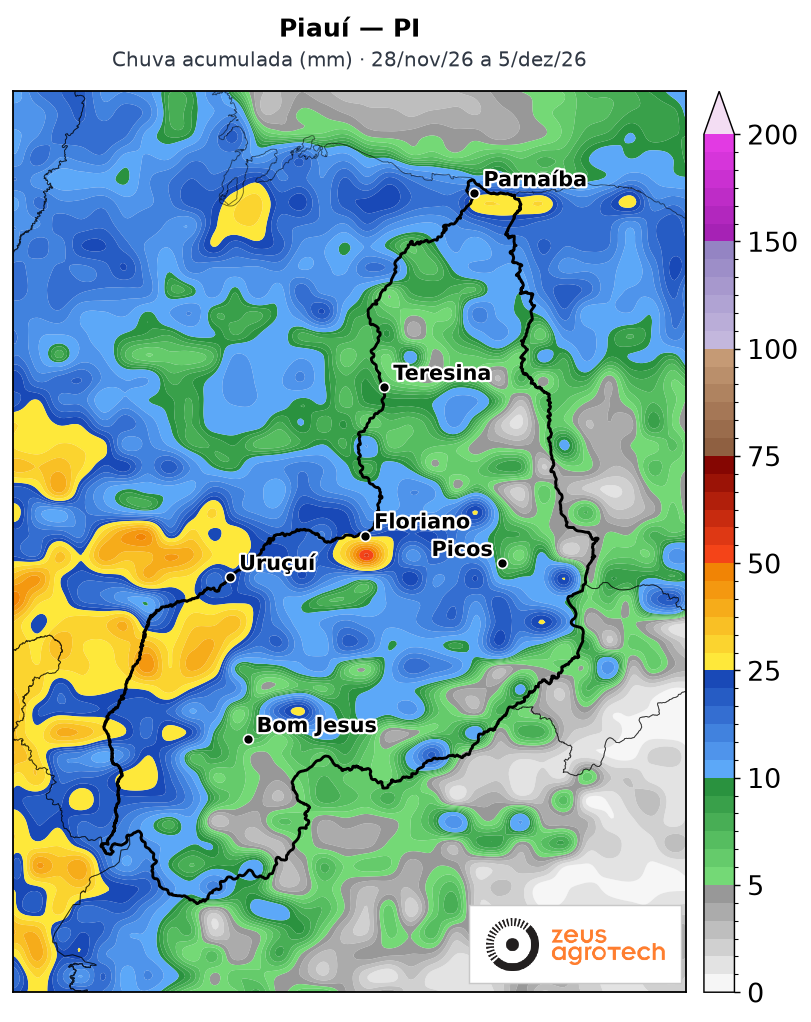 Piauí — PI
Chuva acumulada (mm) · 28/nov/26 a 5/dez/26
Parnaíba
Teresina
Floriano
Picos
Uruçuí
Bom Jesus
200
150
100
75
50
25
10
5
0
zeus
agrotech